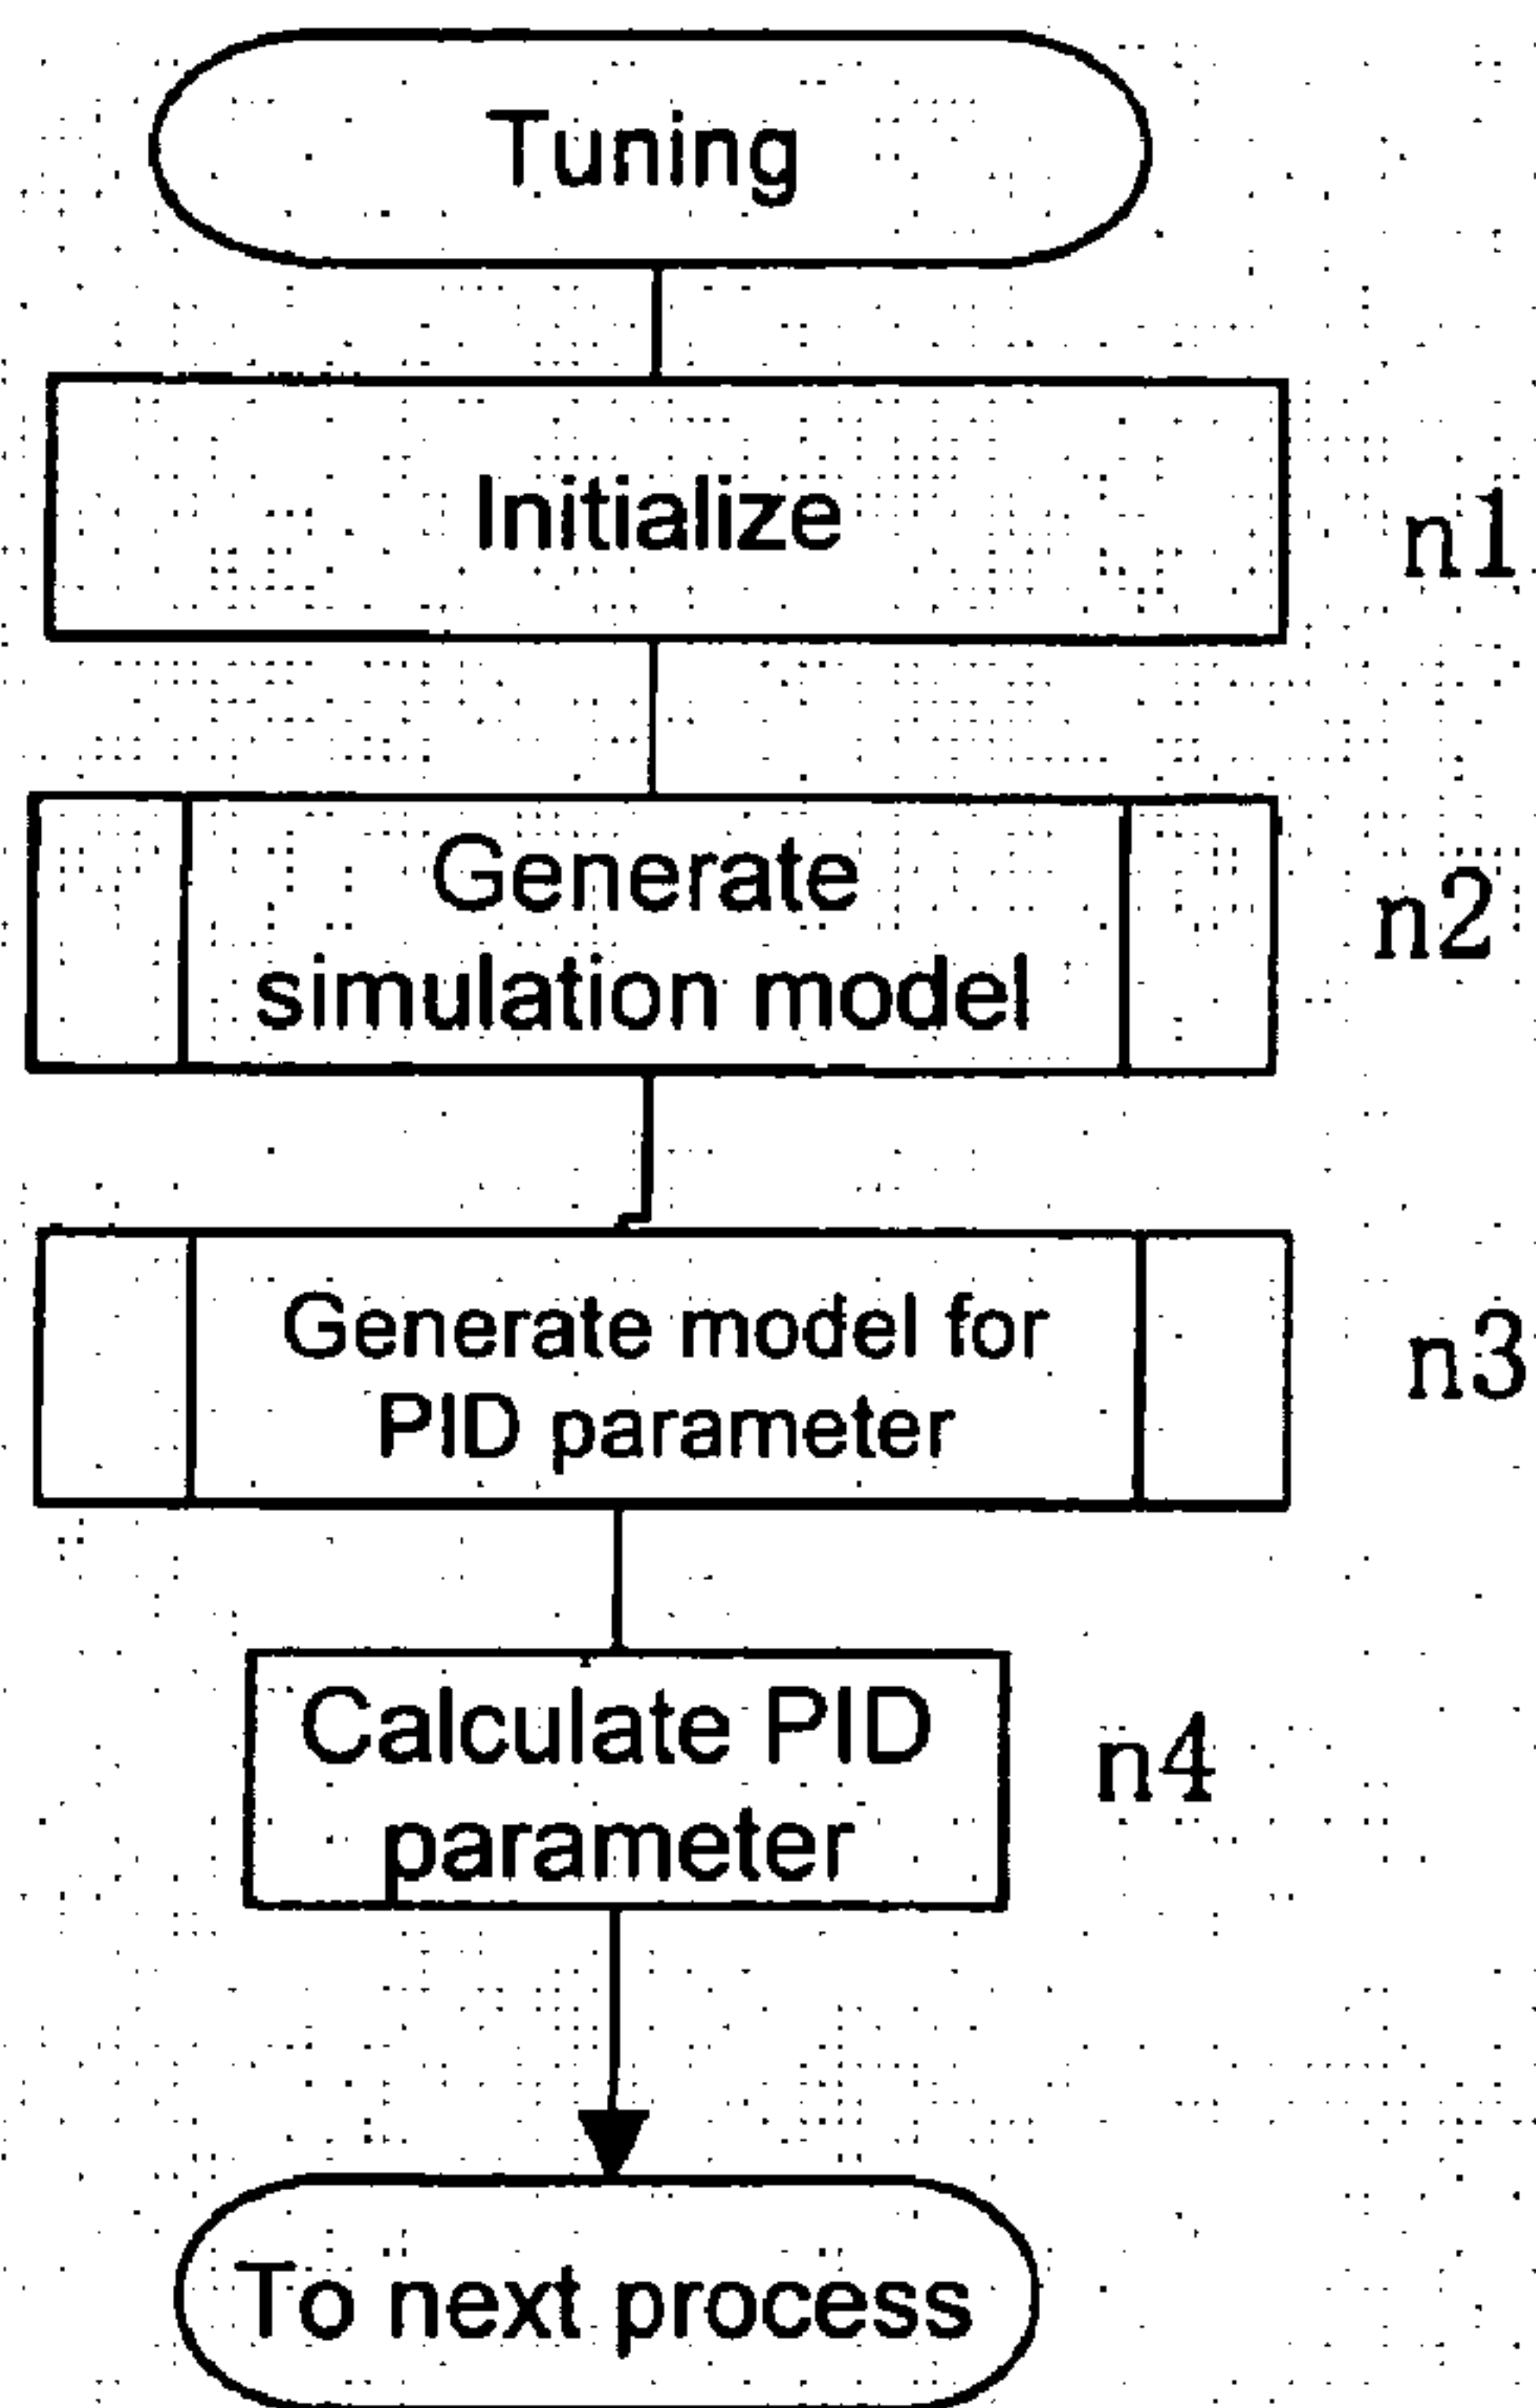 Tuning
Initialize
n1
Generate
simulation model
n2
Generate model for
PID parameter
n3
Calculate PID
parameter
n4
To next process